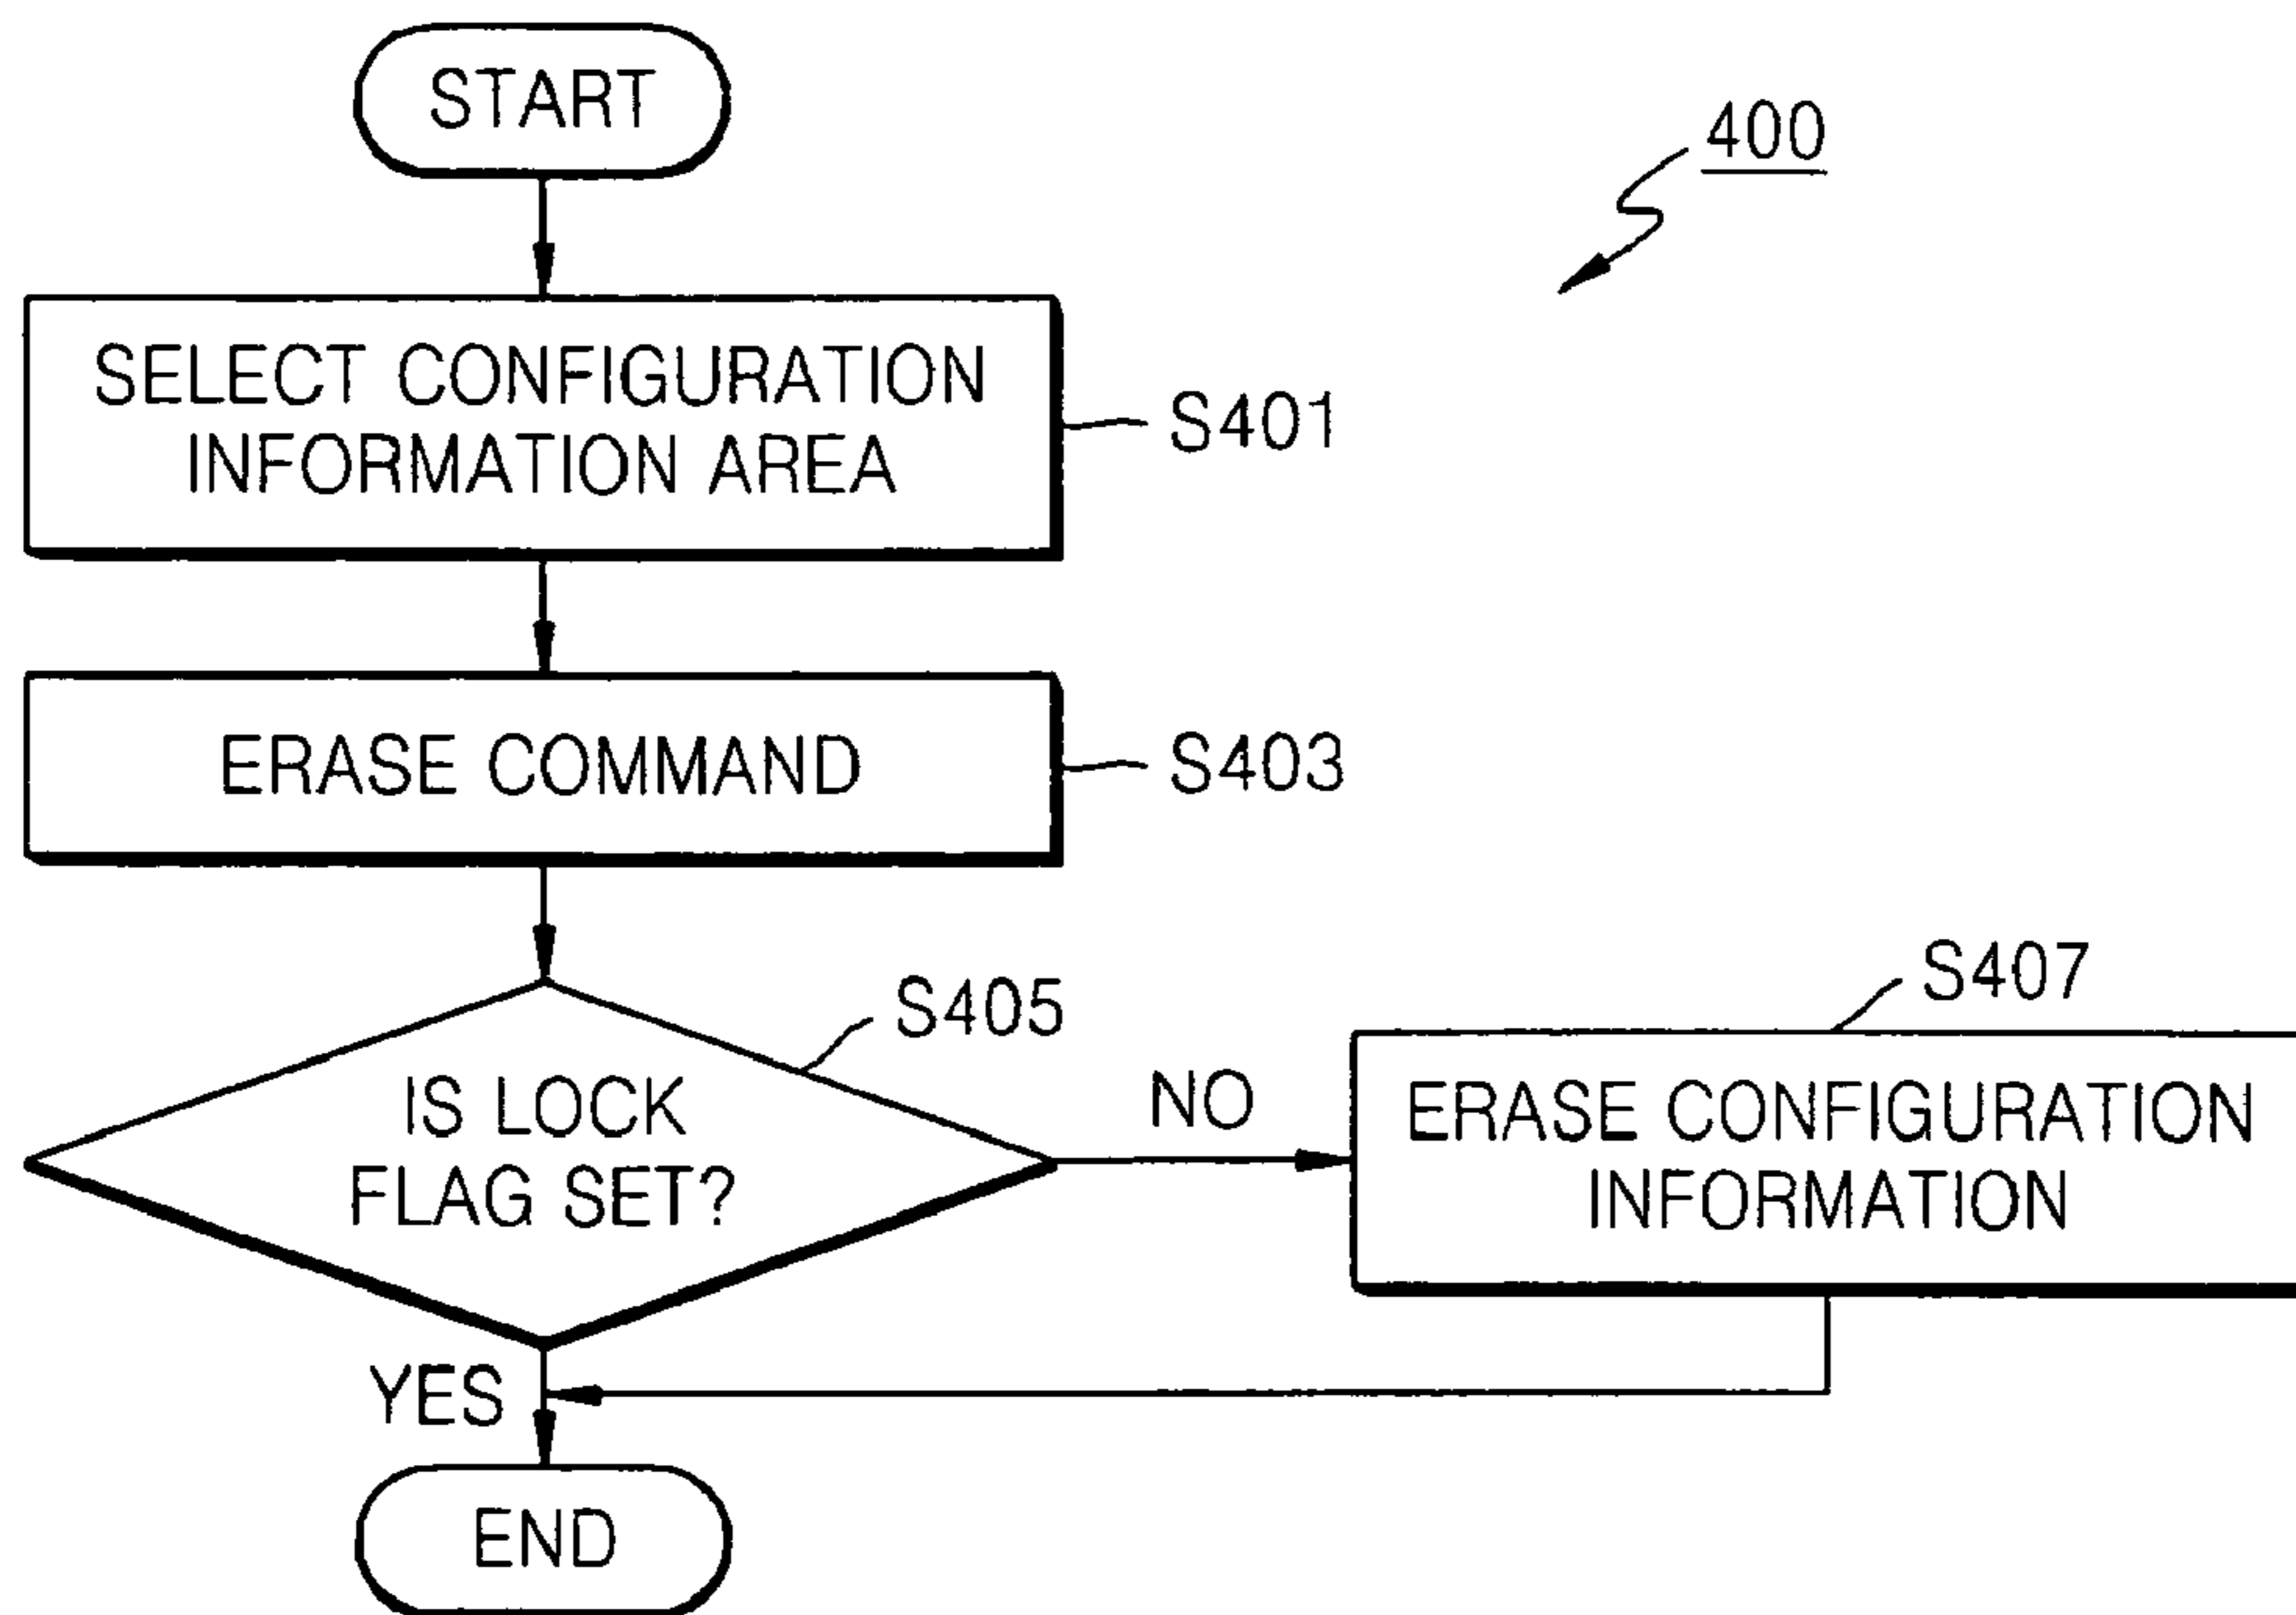 START
400
SELECT CONFIGURATION
INFORMATION AREA
S401
ERASE COMMAND
S403
S405
IS LOCK
FLAG SET?
NO
S407
ERASE CONFIGURATION
INFORMATION
YES
END